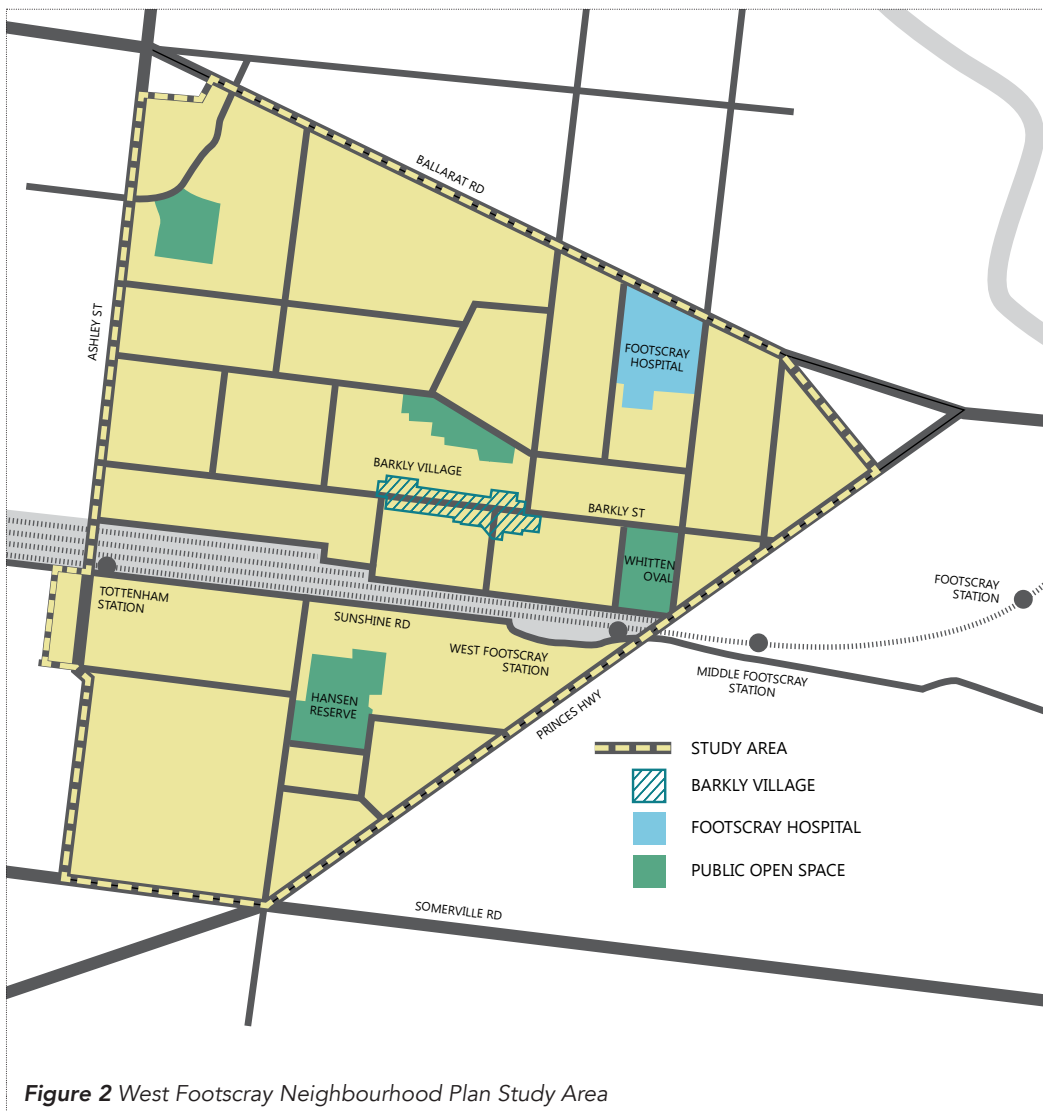 BALLARAT RD
ASHLEY ST
FOOTSCRAY
HOSPITAL
BARKLY VILLAGE
BARKLY ST
WHITTEN
OVAL
FOOTSCRAY
STATION
TOTTENHAM
STATION
SUNSHINE RD
WEST FOOTSCRAY
STATION
MIDDLE FOOTSCRAY
STATION
HANSEN
RESERVE
PRINCES HWY
STUDY AREA
BARKLY VILLAGE
FOOTSCRAY HOSPITAL
PUBLIC OPEN SPACE
SOMERVILLE RD
Figure 2 West Footscray Neighbourhood Plan Study Area